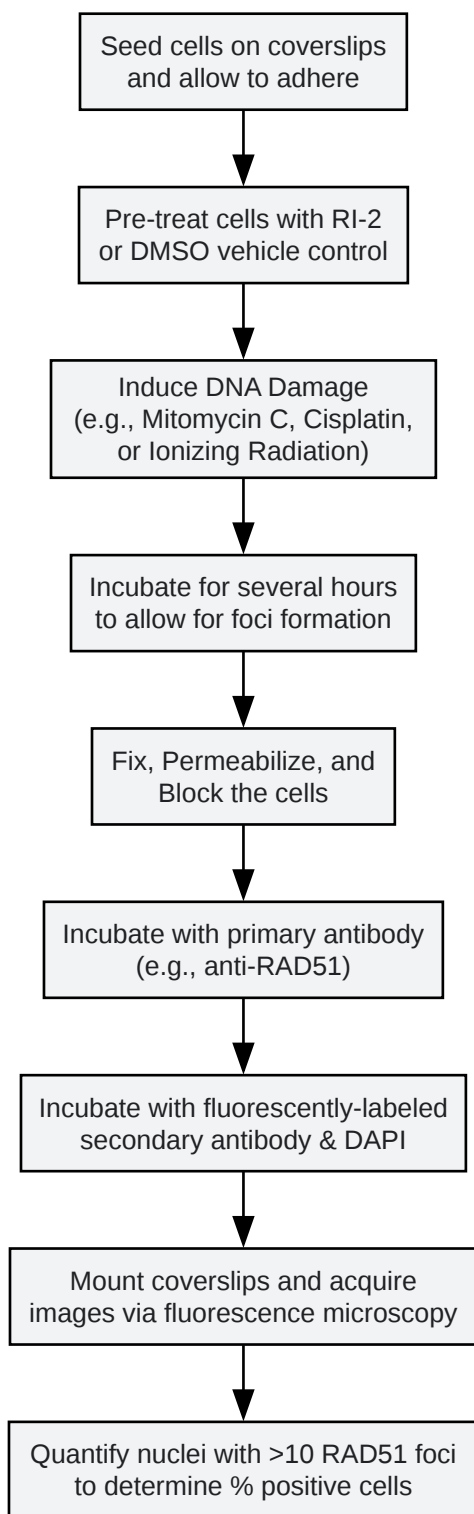 Seed cells on coverslips
and allow to adhere
Pre-treat cells with RI-2
or DMSO vehicle control
Induce DNA Damage
(e.g., Mitomycin C, Cisplatin,
or Ionizing Radiation)
Incubate for several hours
to allow for foci formation
Fix, Permeabilize, and
Block the cells
Incubate with primary antibody
(e.g., anti-RAD51)
Incubate with fluorescently-labeled
secondary antibody & DAPI
Mount coverslips and acquire
images via fluorescence microscopy
Quantify nuclei with >10 RAD51 foci
to determine % positive cells